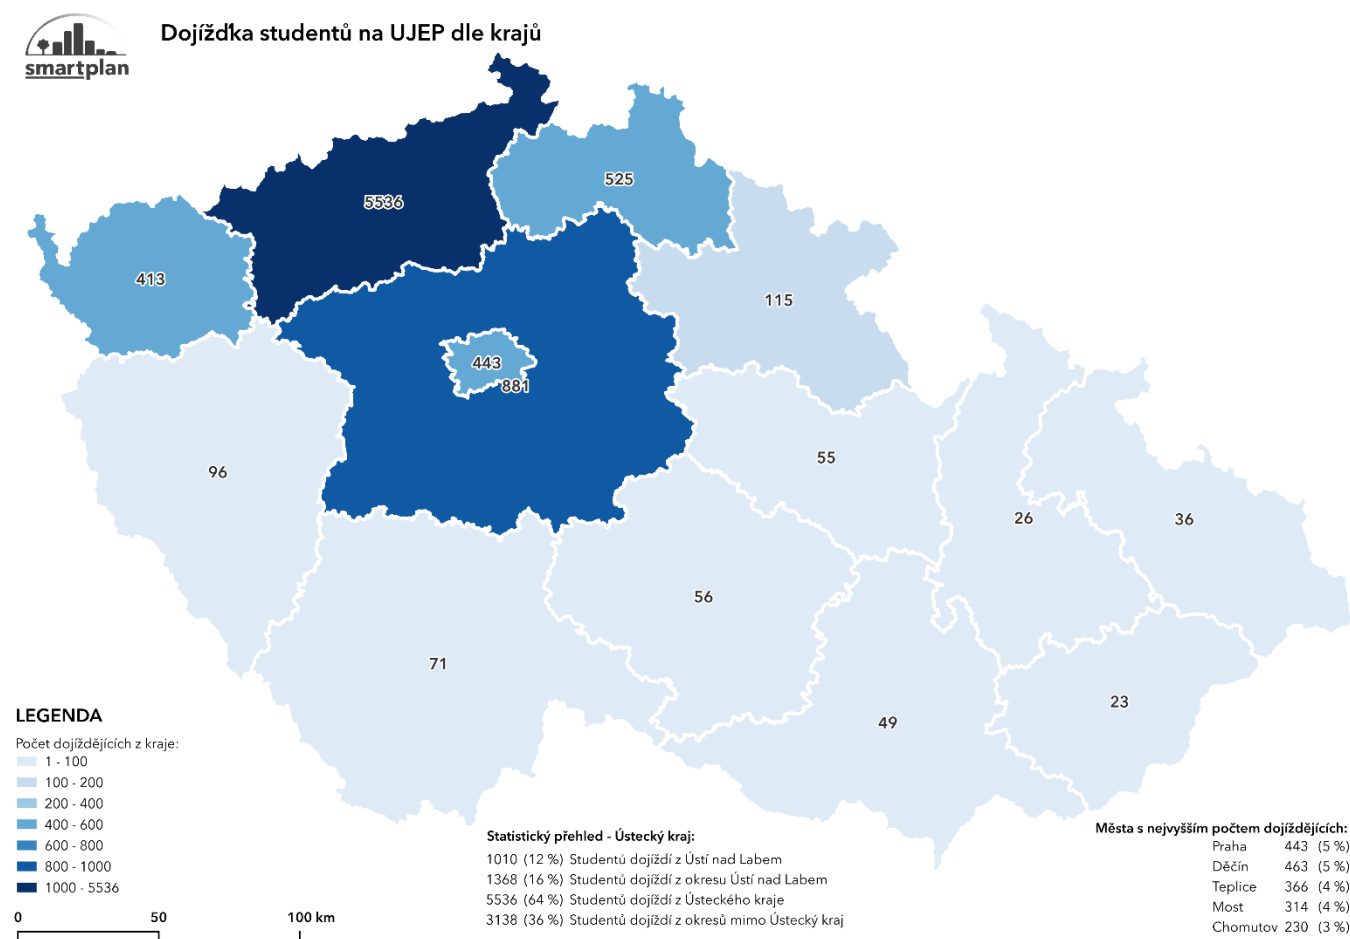 smartplan
Dojížďka studentů na UJEP dle krajů
5536
525
413
115
443
881
96
55
26
36
56
71
49
23
LEGENDA
Počet dojíždějících z kraje:
1 - 100
100 - 200
200 - 400
400 - 600
600 - 800
800 - 1000
1000 - 5536
0 50 100 km
Statistický přehled - Ústecký kraj:
1010 (12 %) Studentů dojíždí z Ústí nad Labem
1368 (16 %) Studentů dojíždí z okresu Ústí nad Labem
5536 (64 %) Studentů dojíždí z Ústeckého kraje
3138 (36 %) Studentů dojíždí z okresů mimo Ústecký kraj
Města s nejvyšším počtem dojíždějících:
Praha 443 (5 %)
Děčín 463 (5 %)
Teplice 366 (4 %)
Most 314 (4 %)
Chomutov 230 (3 %)